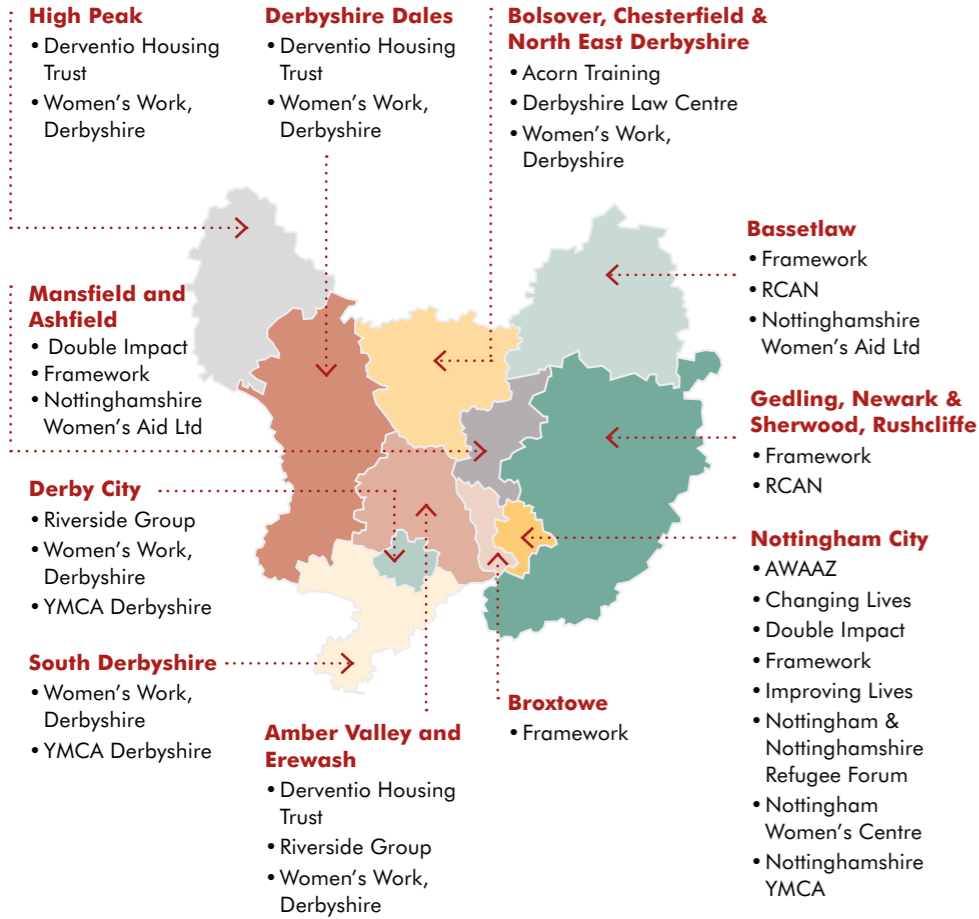 High Peak
• Derventio Housing
Trust
• Women’s Work,
Derbyshire
Derbyshire Dales
• Derventio Housing
Trust
• Women’s Work,
Derbyshire
Bolsover, Chesterfield &
North East Derbyshire
• Acorn Training
• Derbyshire Law Centre
• Women’s Work,
Derbyshire
Bassetlaw
• Framework
• RCAN
• Nottinghamshire
Women’s Aid Ltd
Mansfield and
Ashfield
• Double Impact
• Framework
• Nottinghamshire
Women’s Aid Ltd
Gedling, Newark &
Sherwood, Rushcliffe
• Framework
• RCAN
Derby City
• Riverside Group
• Women’s Work,
Derbyshire
• YMCA Derbyshire
Nottingham City
• AWAAZ
• Changing Lives
• Double Impact
• Framework
• Improving Lives
• Nottingham &
Nottinghamshire
Refugee Forum
• Nottingham
Women’s Centre
• Nottinghamshire
YMCA
South Derbyshire
• Women’s Work,
Derbyshire
• YMCA Derbyshire
Amber Valley and
Erewash
• Derventio Housing
Trust
• Riverside Group
• Women’s Work,
Derbyshire
Broxtowe
• Framework